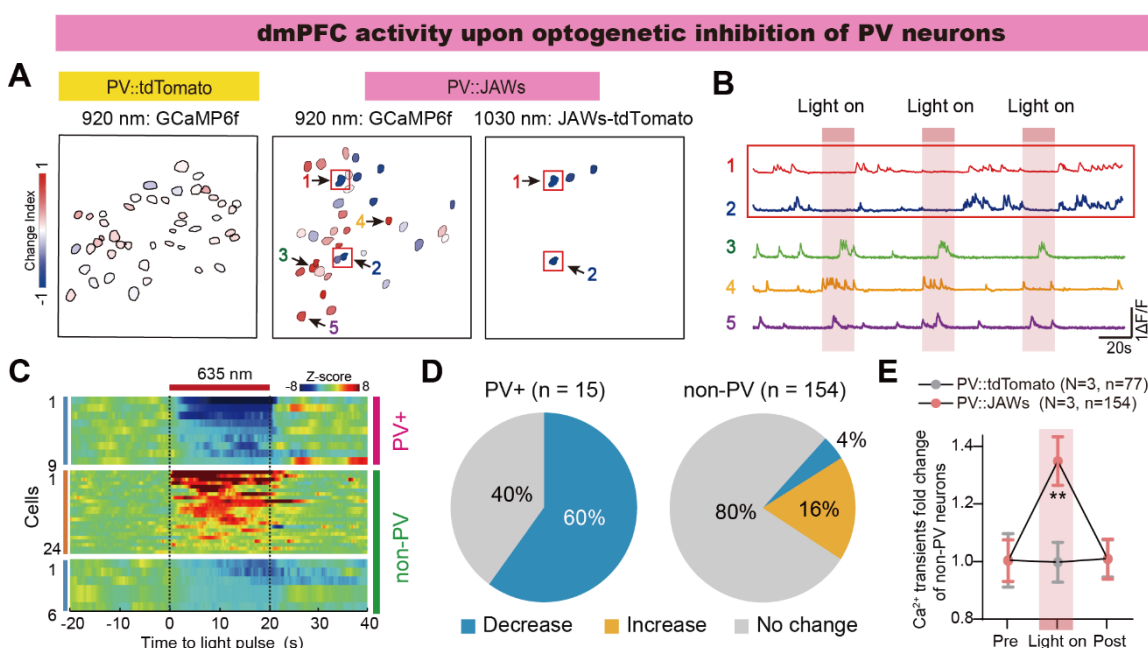 dmPFC activity upon optogenetic inhibition of PV neurons
A
PV::tdTomato
PV::JAWs
920 nm: GCaMP6f
920 nm: GCaMP6f
1030 nm: JAWs-tdTomato
1
Change Index
-1
1
4
3
2
5
1
2
B
Light on
Light on
Light on
1
2
3
4
5
1ΔF/F
20s
C
635 nm
Z-score
-8
8
1
9
1
24
1
6
Cells
PV+
non-PV
-20
-10
0
10
20
30
40
Time to light pulse (s)
D
PV+ (n = 15)
non-PV (n = 154)
40%
60%
4%
16%
80%
Decrease
Increase
No change
E
PV::tdTomato (N=3, n=77)
PV::JAWs (N=3, n=154)
Ca²⁺ transients fold change
of non-PV neurons
1.4
1.2
1.0
0.8
**
Pre
Light on
Post